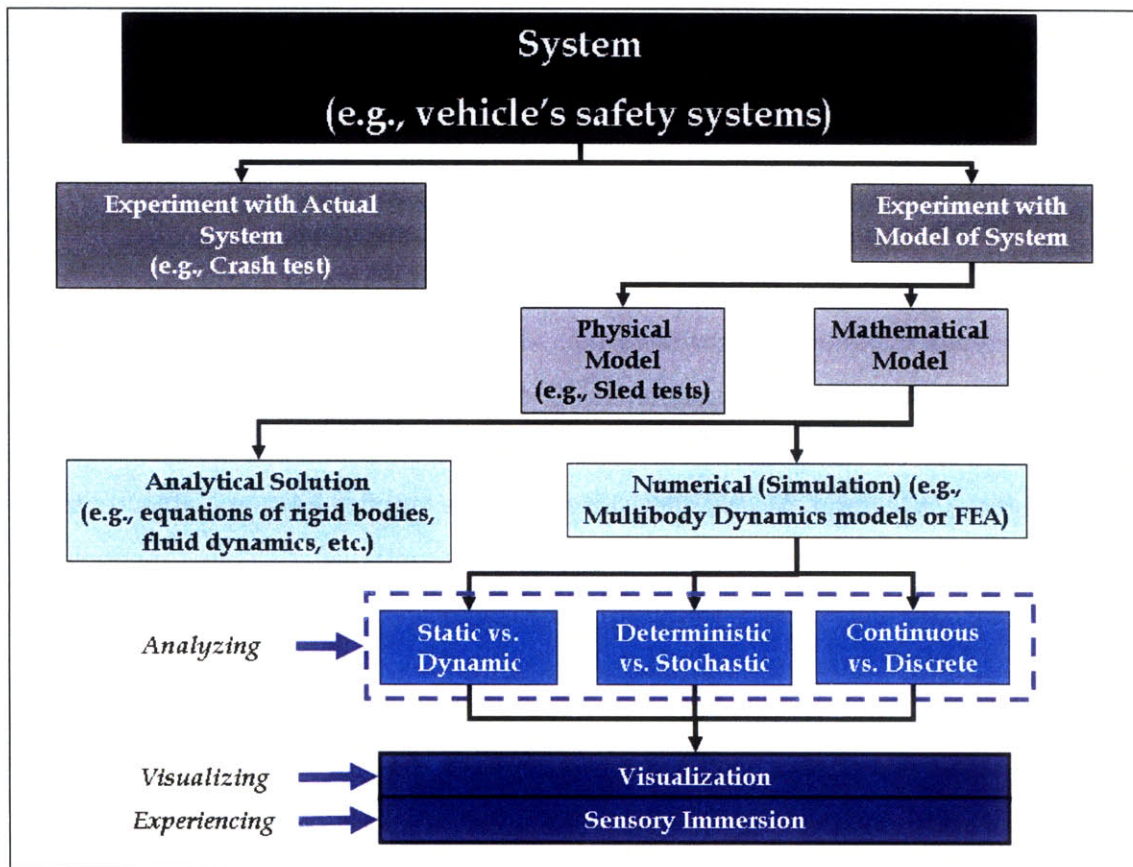 System
(e.g., vehicle's safety systems)
Experiment with Actual
System
(e.g., Crash test)
Experiment with
Model of System
Physical
Model
(e.g., Sled tests)
Mathematical
Model
Analytical Solution
(e.g., equations of rigid bodies,
fluid dynamics, etc.)
Numerical (Simulation) (e.g.,
Multibody Dynamics models or FEA)
Analyzing
Static vs.
Dynamic
Deterministic
vs. Stochastic
Continuous
vs. Discrete
Visualizing
Visualization
Experiencing
Sensory Immersion